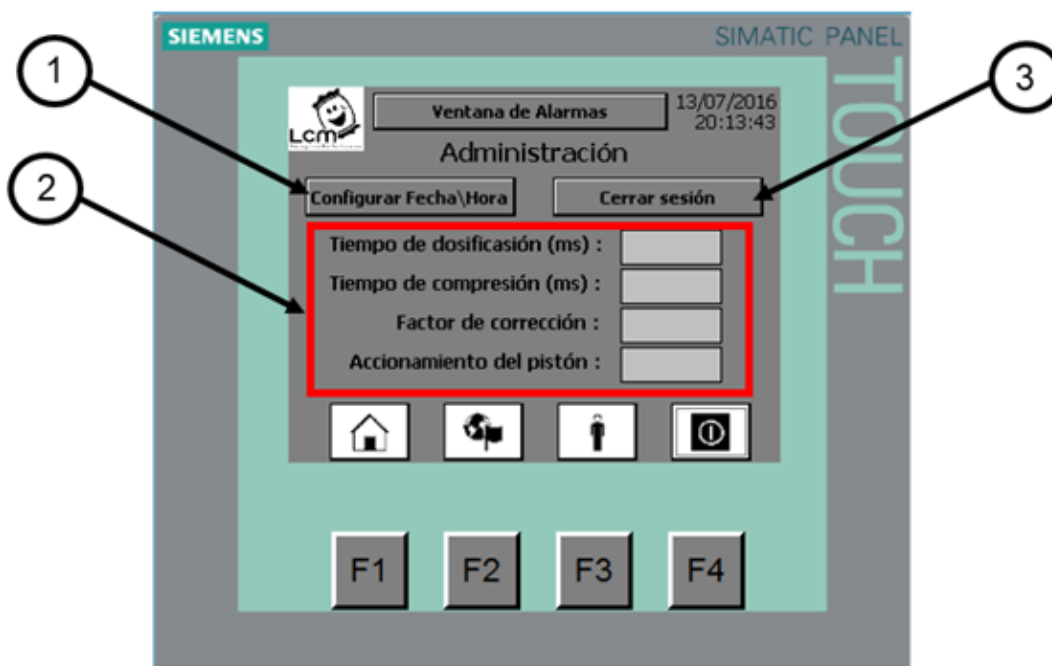 SIEMENS
SIMATIC PANEL
TOUCH
1
2
3
Lcm
Ventana de Alarmas
13/07/2016
20:13:43
Administración
Configurar Fecha\Hora
Cerrar sesión
Tiempo de dosificasión (ms) :
Tiempo de compresión (ms) :
Factor de corrección :
Accionamiento del pistón :
F1
F2
F3
F4